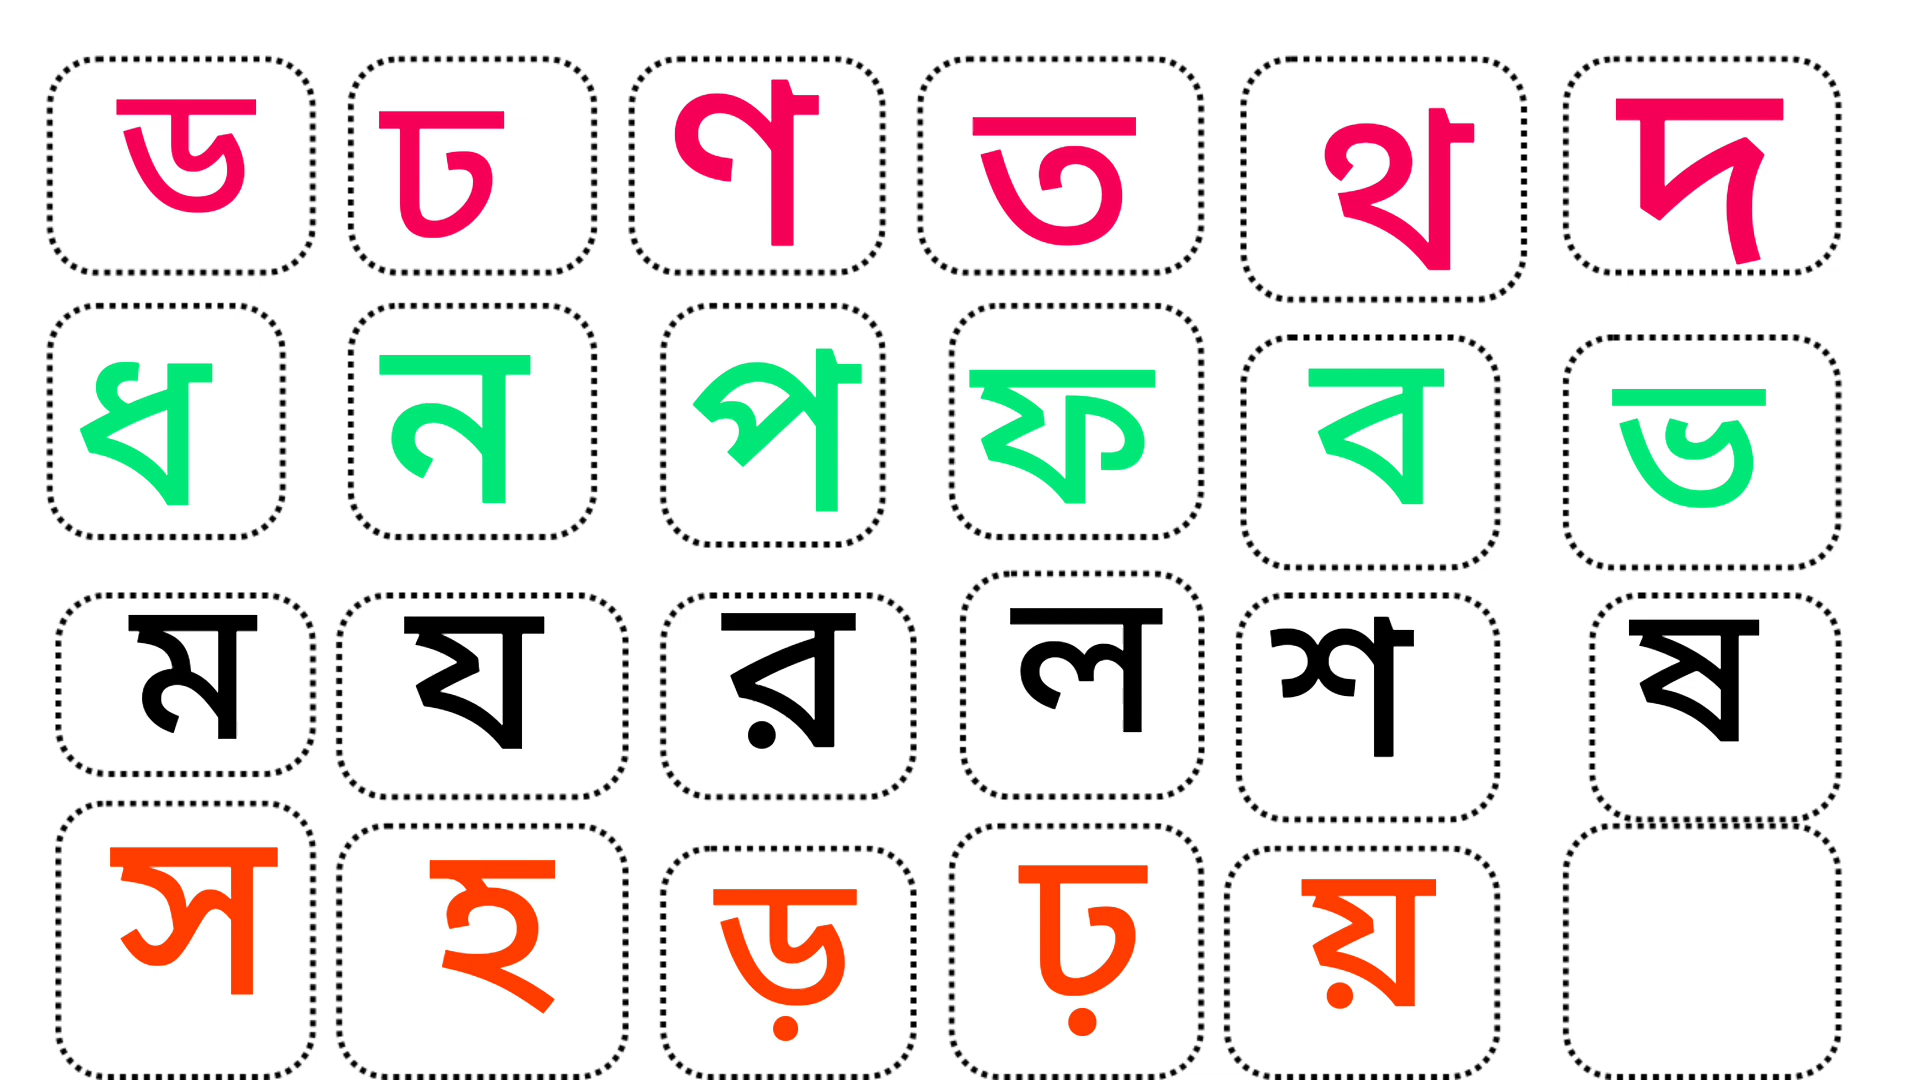 ড ঢ ণ ত থ দ
ধ ন প ফ ব ভ
ম য র ল শ ষ
স হ ড় ঢ় য়